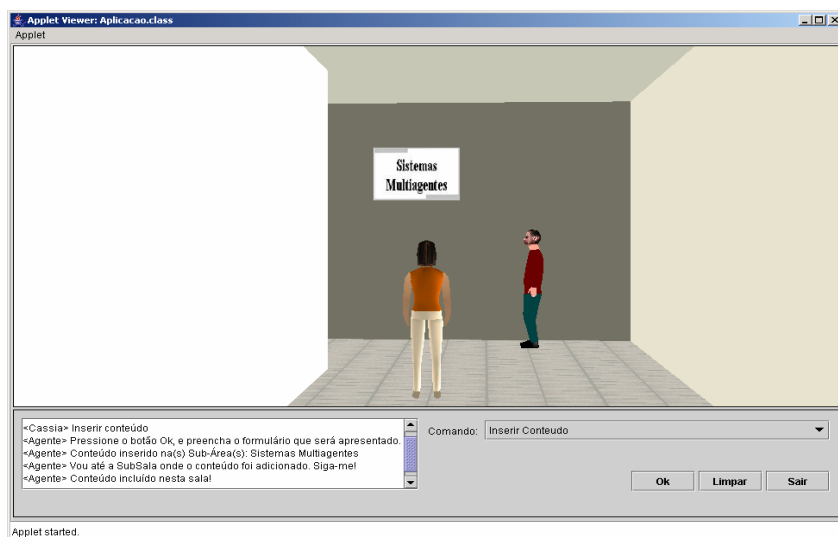 Applet Viewer: Aplicacao.class
Applet
Sistemas
Multiagentes
<Cassia> Inserir conteúdo
<Agente> Pressione o botão Ok, e preencha o formulário que será apresentado.
<Agente> Conteúdo inserido na(s) Sub-Área(s): Sistemas Multiagentes
<Agente> Vou até a SubSala onde o conteúdo foi adicionado. Siga-me!
<Agente> Conteúdo incluído nesta sala!
Comando: Inserir Conteudo
Ok Limpar Sair
Applet started.